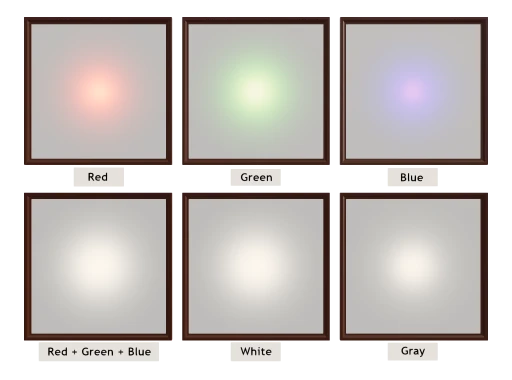 Red
Green
Blue
Red + Green + Blue
White
Gray